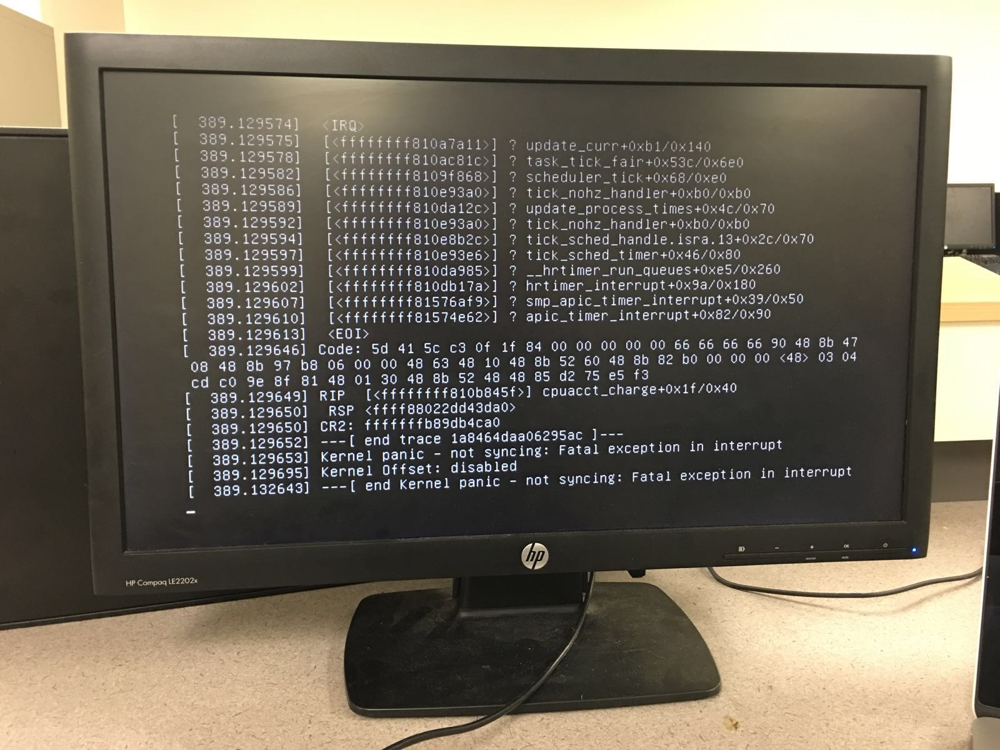 [  389.129574]  <IRQ>
[  389.129575]  [<ffffffff810a7a11>] ? update_curr+0xb1/0x140
[  389.129578]  [<ffffffff810ac81c>] ? task_tick_fair+0x53c/0x6e0
[  389.129582]  [<ffffffff8109f868>] ? scheduler_tick+0x68/0xe0
[  389.129586]  [<ffffffff810e93a0>] ? tick_nohz_handler+0xb0/0xb0
[  389.129589]  [<ffffffff810da12c>] ? update_process_times+0x4c/0x70
[  389.129592]  [<ffffffff810e93a0>] ? tick_nohz_handler+0xb0/0xb0
[  389.129594]  [<ffffffff810e8b2c>] ? tick_sched_handle.isra.13+0x2c/0x70
[  389.129597]  [<ffffffff810e93e6>] ? tick_sched_timer+0x46/0x80
[  389.129599]  [<ffffffff810da985>] ? __hrtimer_run_queues+0xe5/0x260
[  389.129602]  [<ffffffff810db17a>] ? hrtimer_interrupt+0x9a/0x180
[  389.129607]  [<ffffffff81576af9>] ? smp_apic_timer_interrupt+0x39/0x50
[  389.129610]  [<ffffffff81574e62>] ? apic_timer_interrupt+0x82/0x90
[  389.129613]  <EOI>
[  389.129646] Code: 5d 41 5c c3 0f 1f 84 00 00 00 00 00 66 66 66 66 90 48 8b 47
08 48 8b 97 b8 06 00 00 48 63 48 10 48 8b 52 60 48 8b 82 b0 00 00 00 <48> 03 04
cd c0 9e 8f 81 48 01 30 48 8b 52 48 48 85 d2 75 e5 f3
[  389.129649] RIP  [<ffffffff810b845f>] cpuacct_charge+0x1f/0x40
[  389.129650]  RSP <ffff88022dd43da0>
[  389.129650] CR2: fffffffb89db4ca0
[  389.129652] ---[ end trace 1a8464daa06295ac ]---
[  389.129653] Kernel panic - not syncing: Fatal exception in interrupt
[  389.129695] Kernel Offset: disabled
[  389.132643] ---[ end Kernel panic - not syncing: Fatal exception in interrupt
hp
HP Compaq LE2202x
- + OK
source auto